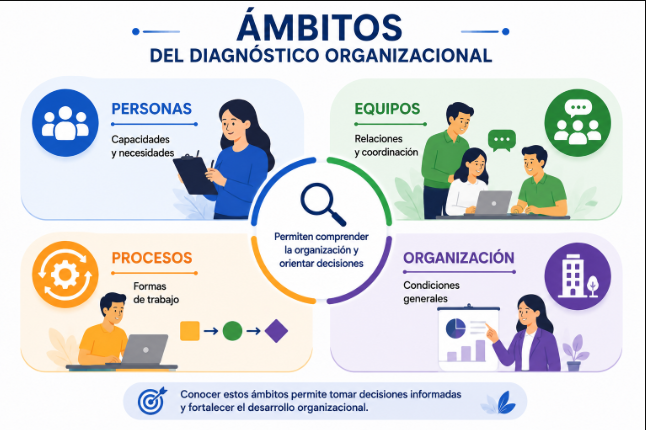 ÁMBITOS
DEL DIAGNÓSTICO ORGANIZACIONAL
PERSONAS
Capacidades
y necesidades
EQUIPOS
Relaciones
y coordinación
Permiten comprender
la organización y
orientar decisiones
PROCESOS
Formas
de trabajo
ORGANIZACIÓN
Condiciones
generales
Conocer estos ámbitos permite tomar decisiones informadas
y fortalecer el desarrollo organizacional.